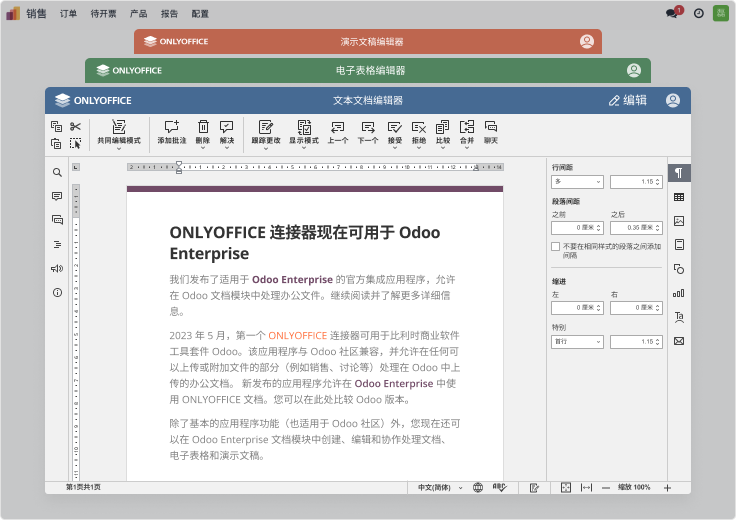 销售 订单 待开票 产品 报告 配置 1
ONLYOFFICE 演示文稿编辑器
ONLYOFFICE 电子表格编辑器
ONLYOFFICE 文本文档编辑器 编辑
共同编辑模式 添加批注 删除 解决 跟踪更改 显示模式 上一个 下一个 接受 拒绝 比较 合并 聊天
ONLYOFFICE 连接器现在可用于 Odoo
Enterprise
我们发布了适用于 Odoo Enterprise 的官方集成应用程序，允许
在 Odoo 文档模块中处理办公文件。继续阅读并了解更多详细信
息。
2023 年 5 月，第一个 ONLYOFFICE 连接器可用于比利时商业软件
工具套件 Odoo。该应用程序与 Odoo 社区兼容，并允许在任何可
以上传或附加文件的部分（例如销售、讨论等）处理在 Odoo 中上
传的办公文档。 新发布的应用程序允许在 Odoo Enterprise 中使
用 ONLYOFFICE 文档。您可以在此处比较 Odoo 版本。
除了基本的应用程序功能（也适用于 Odoo 社区）外，您现在还可
以在 Odoo Enterprise 文档模块中创建、编辑和协作处理文档、
电子表格和演示文稿。
行间距
多 1.15
段落间距
之前 之后
0 厘米 0.35 厘米
不要在相同样式的段落之间添加
间隔
缩进
左 右
0 厘米 0 厘米
特别
首行 1.15
第1页共1页 中文(简体) ABC 缩放 100%